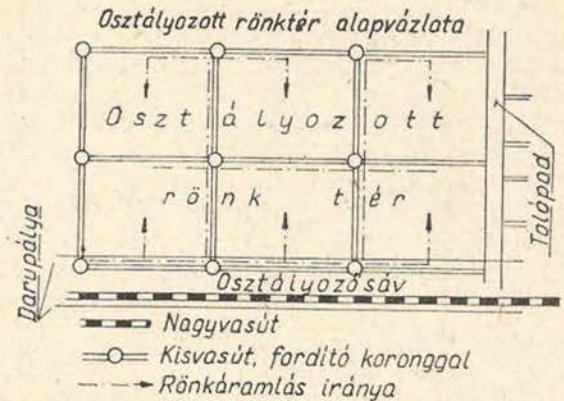 Osztályozott rönktér alapvázlata
Osztályozott
rönktér
Tolópad
Darupálya
Osztályozósáv
Nagyvasút
Kisvasút, fordító koronggal
Rönkáramlás iránya